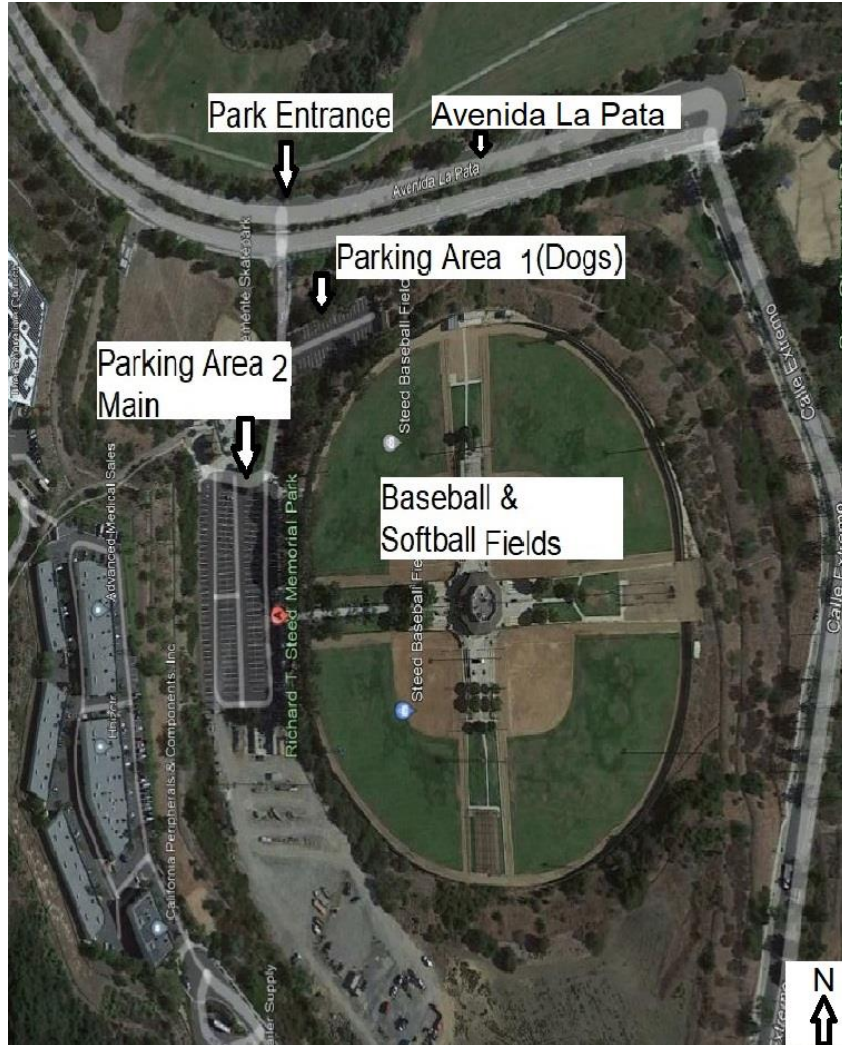 Park Entrance
Avenida La Pata
Avenida La Pata
Parking Area 1(Dogs)
Parking Area 2
Main
Steed Baseball Field
Calle Extremo
Baseball &
Softball Fields
Advanced Medical Sales
Richard T. Steed Memorial Park
Steed Baseball Fie
Calle Extremo
California Peripherals & Components, Inc
N
Extremo